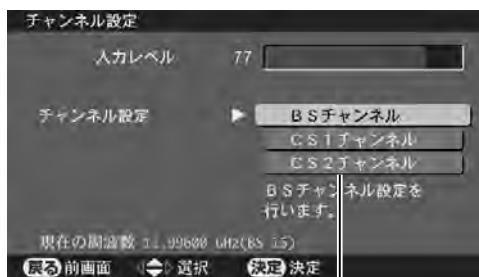 チャンネル設定
入力レベル 77
チャンネル設定 ▶ BSチャンネル
CS1チャンネル
CS2チャンネル
BSチャンネル設定を
行います。
現在の周波数 11.99600 GHz(BS 15)
戻る 前画面 選択 決定 決定